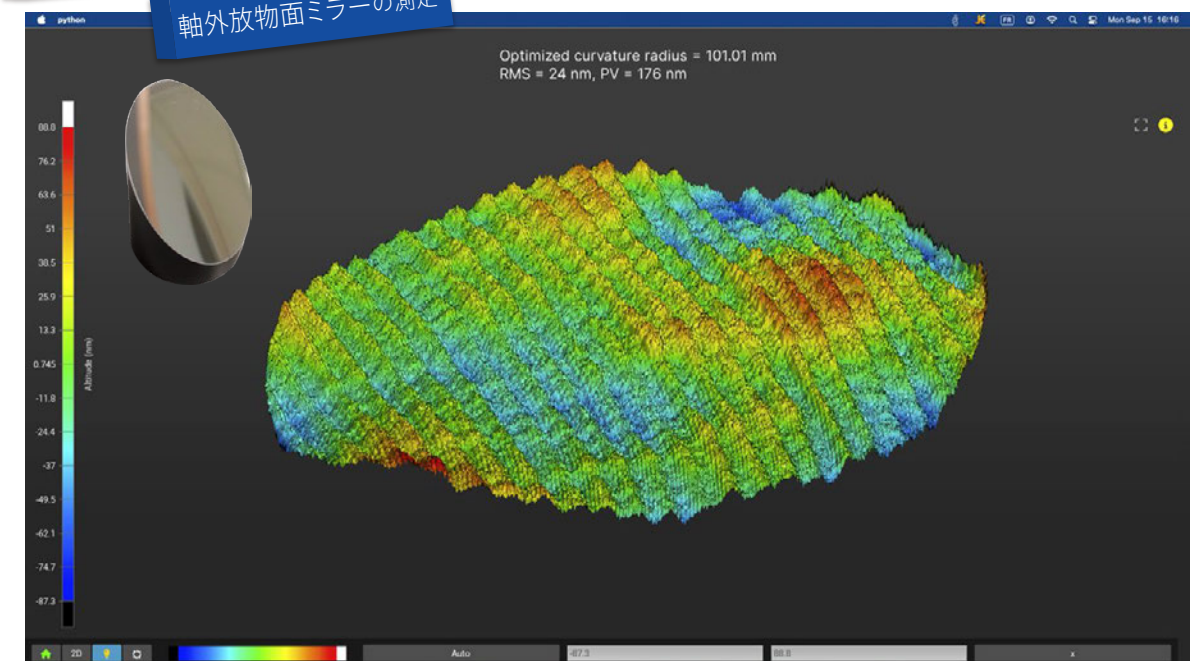 軸外放物面ミラーの測定
python
FR
Mon Sep 15 16:16
Optimized curvature radius = 101.01 mm
RMS = 24 nm, PV = 176 nm
88.8
76.2
63.6
51
38.5
25.9
13.3
0.745
-11.8
-24.4
-37
-49.5
-62.1
-74.7
-87.3
Altitude (nm)
2D
Auto
-87.3
88.8
x